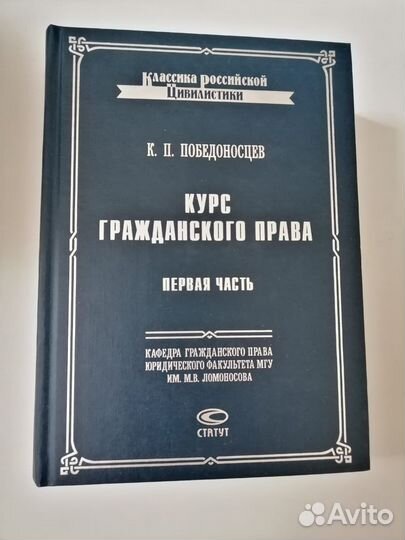 Классика Российской
Цивилистики
К. П. ПОБЕДОНОСЦЕВ
КУРС
ГРАЖДАНСКОГО ПРАВА
ПЕРВАЯ ЧАСТЬ
КАФЕДРА ГРАЖДАНСКОГО ПРАВА
ЮРИДИЧЕСКОГО ФАКУЛЬТЕТА МГУ
ИМ. М.В. ЛОМОНОСОВА
СТАТУТ
Avito